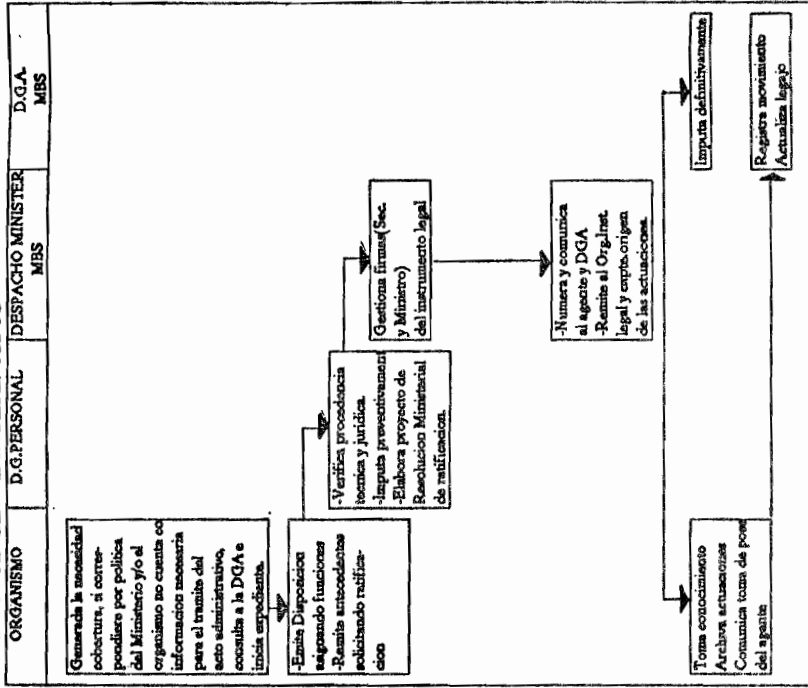 ORGANISMO
D.G.PERSONAL
DESPACHO MINISTER
MBS
D.G.A.
MBS
Generada la necesidad
cobertura, si corres-
pondiere por politica
del Ministerio y/o el
organismo no cuenta co
informacion necesaria
para el tramite del
acto administrativo,
consulta a la DGA e
inicia expediente.
-Emite Disposicion
asignando funciones
-Remite antecedentes
solicitando ratifica-
cion
-Verifica procedencia
tecnica y juridica.
-Imputa preventivament
-Elabora proyecto de
Resolucion Ministerial
de ratificacion.
Gestiona firmas(Sec.
y Ministro)
del instrumento legal
-Numera y comunica
al agente y DGA
-Remite al Org.Inst.
legal y cnpte.origen
de las actuaciones.
Toma conocimiento
Archiva actuaciones
Comunica toma de pose
del agente
Imputa definitivamente
Registra movimiento
Actualiza legajo